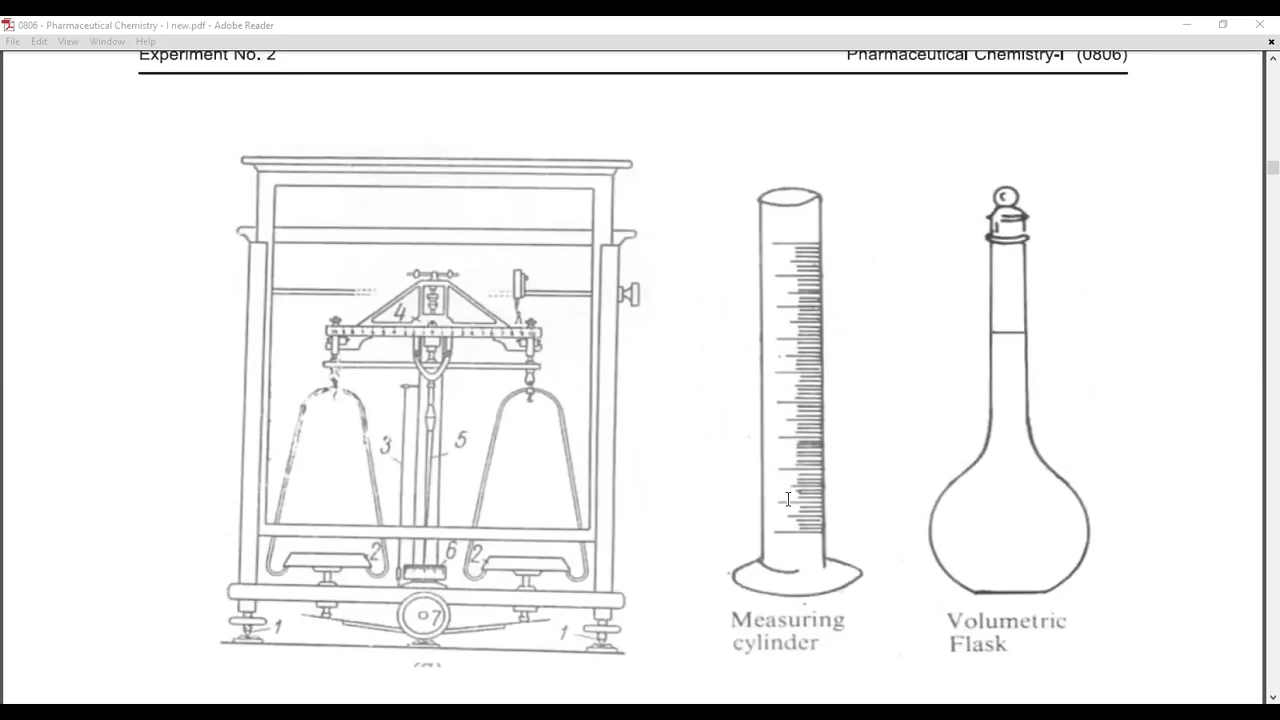 0806 - Pharmaceutical Chemistry - I new.pdf - Adobe Reader
File Edit View Window Help
Experiment No. 2
Pharmaceutical Chemistry-I (0806)
4
3
5
2
6
2
7
1
1
Measuring
cylinder
Volumetric
Flask